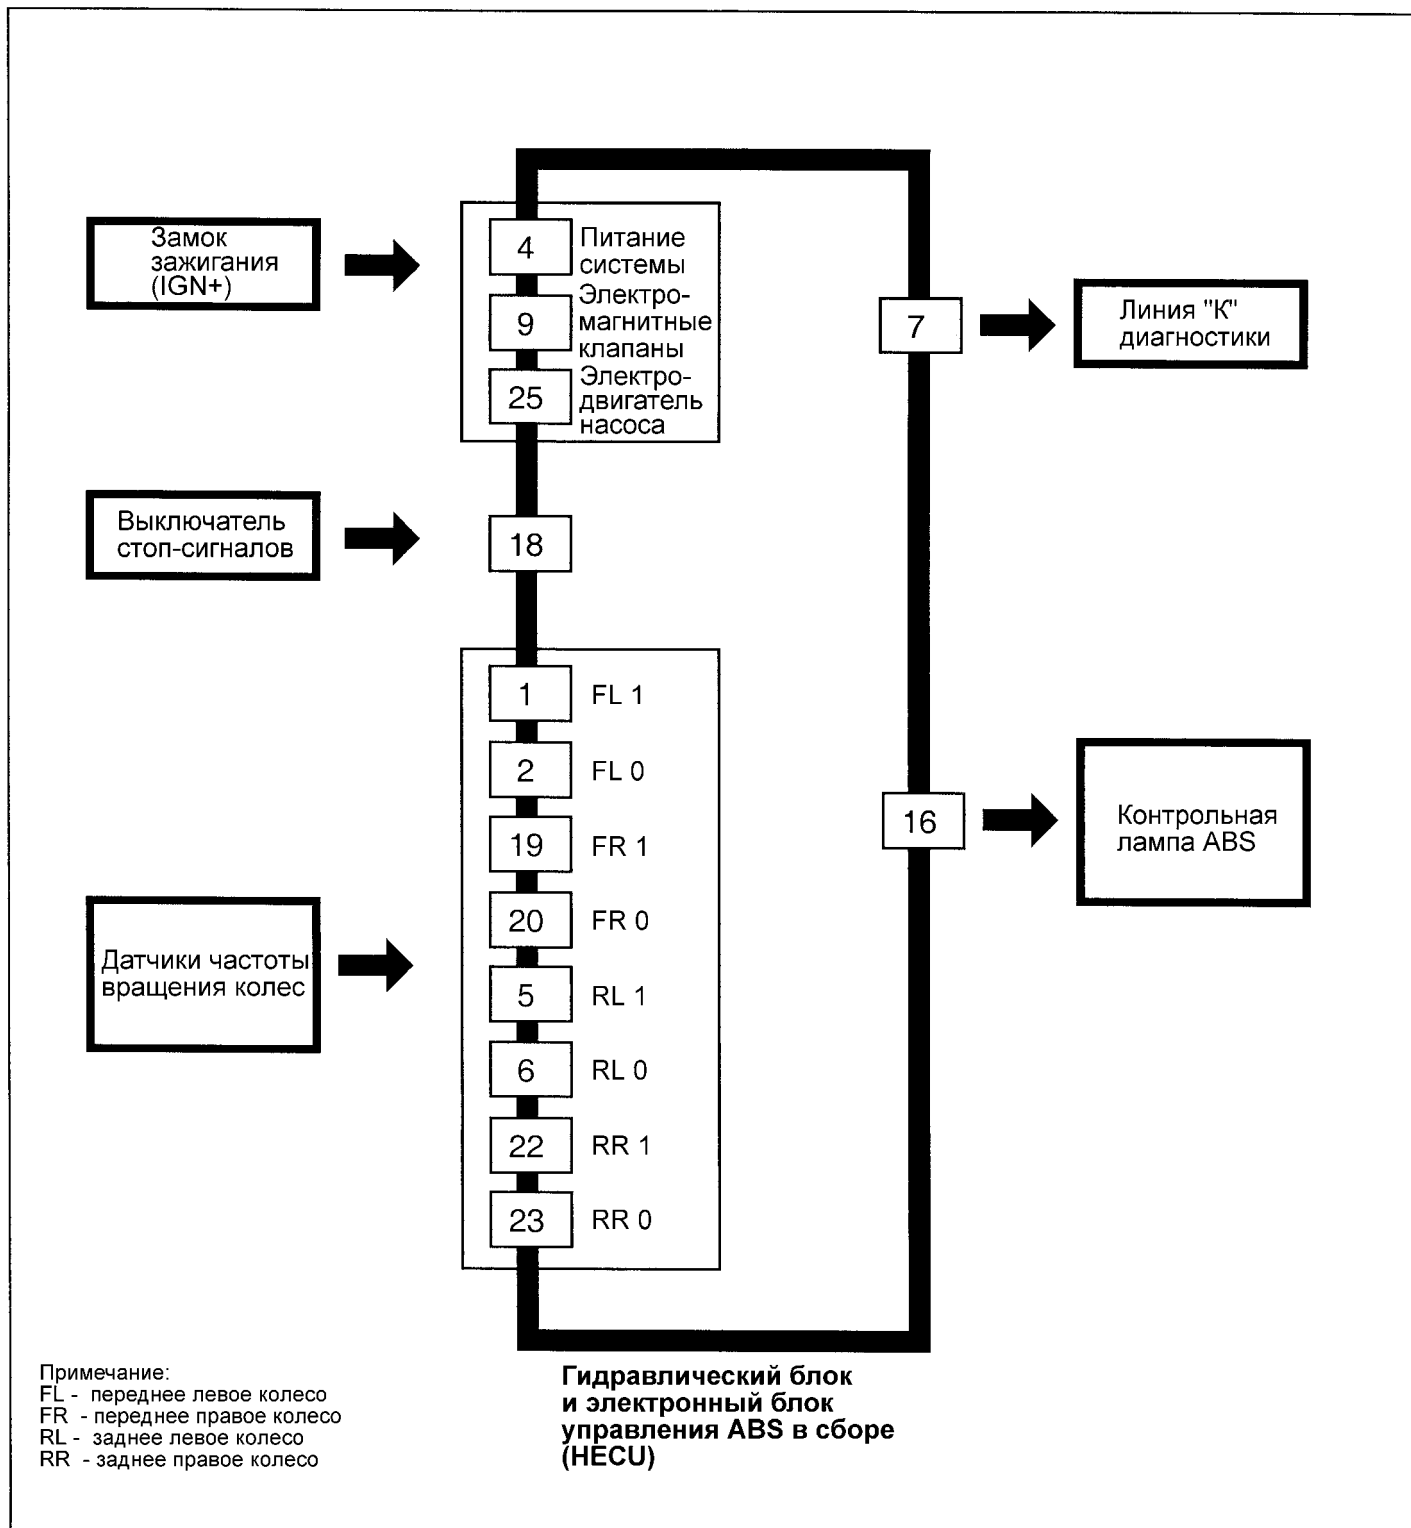 Замок
зажигания
(IGN+)
4
Питание
системы
9
Электро-
магнитные
клапаны
25
Электро-
двигатель
насоса
7
Линия "К"
диагностики
Выключатель
стоп-сигналов
18
1
FL 1
2
FL 0
19
FR 1
20
FR 0
5
RL 1
6
RL 0
22
RR 1
23
RR 0
Датчики частоты
вращения колес
16
Контрольная
лампа ABS
Примечание:
FL - переднее левое колесо
FR - переднее правое колесо
RL - заднее левое колесо
RR - заднее правое колесо
Гидравлический блок
и электронный блок
управления ABS в сборе
(HECU)